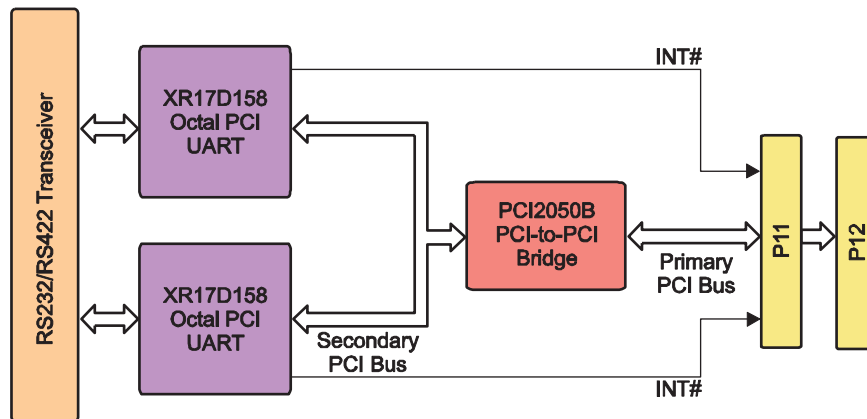 RS232/RS422 Transceiver
XR17D158
Octal PCI
UART
INT#
PCI2050B
PCI-to-PCI
Bridge
Primary
PCI Bus
P11
P12
XR17D158
Octal PCI
UART
Secondary
PCI Bus
INT#